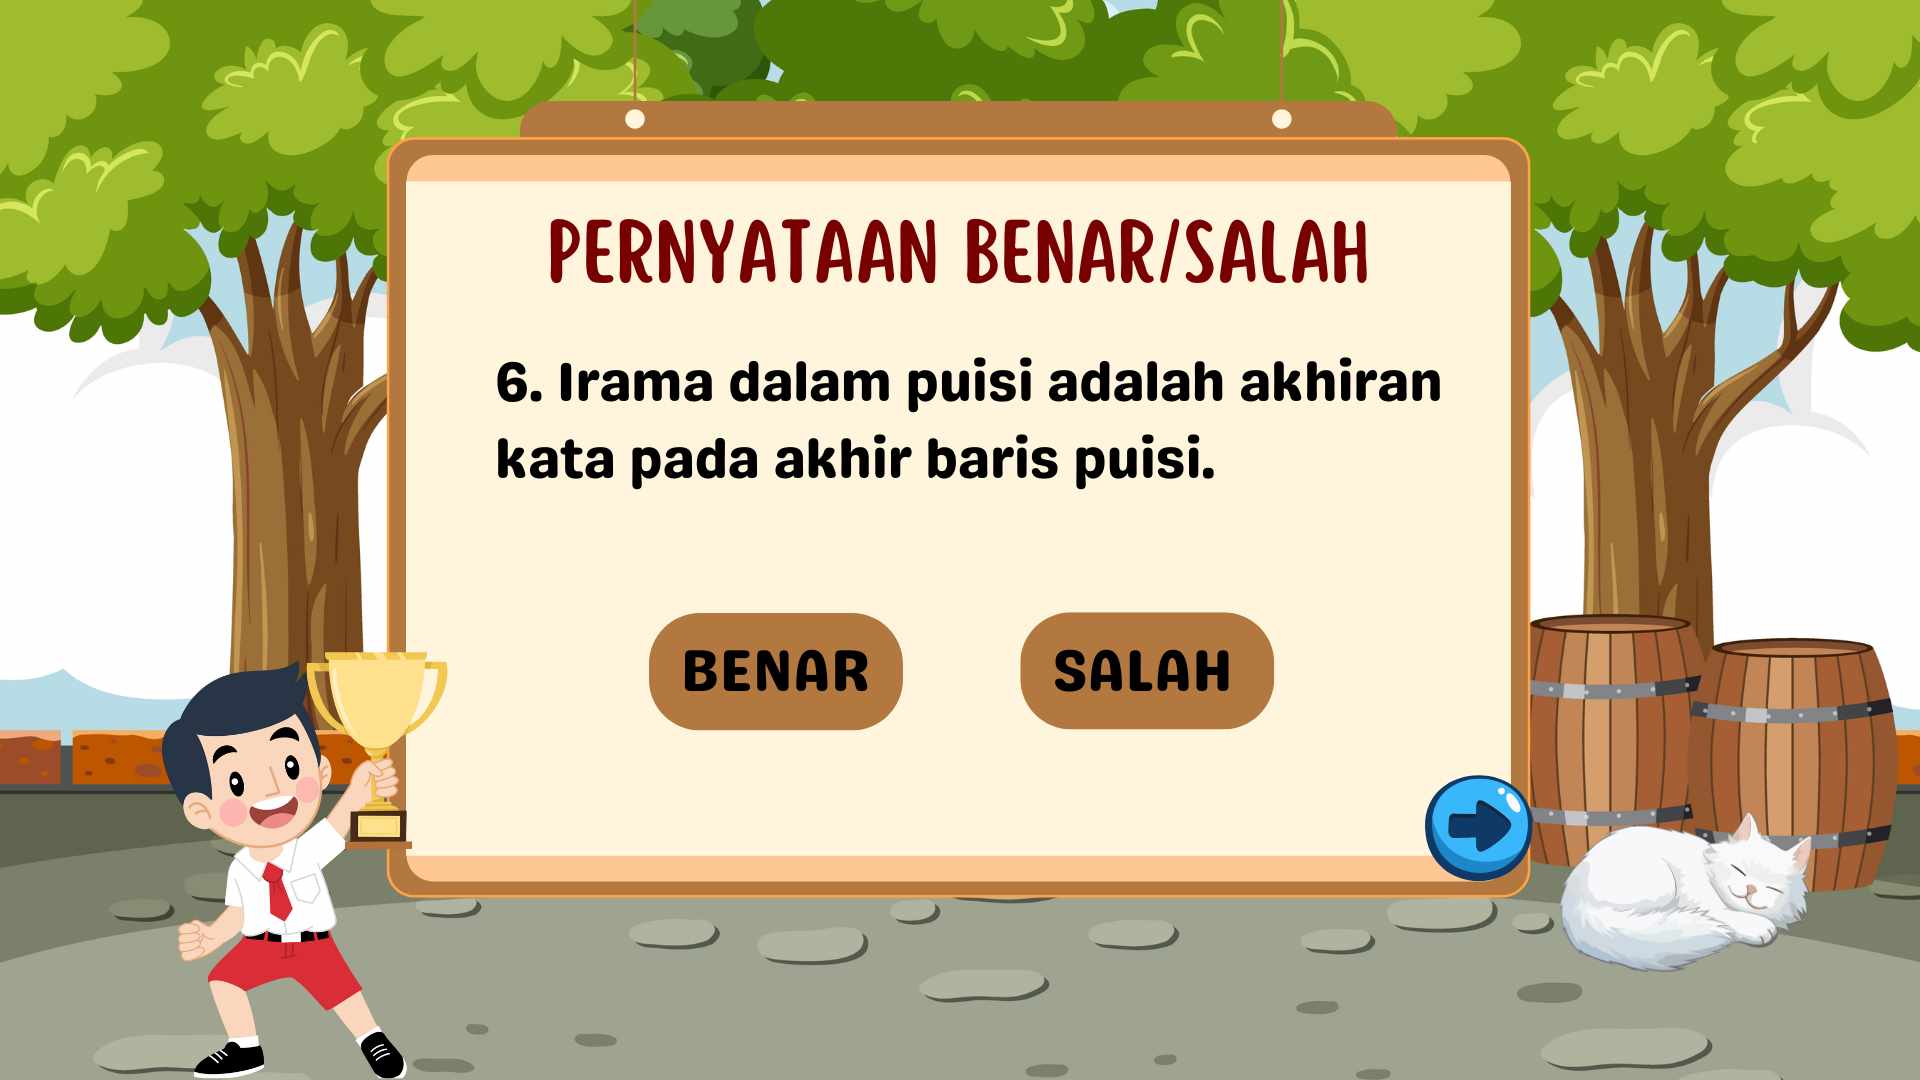 PERNYATAAN BENAR/SALAH
6. Irama dalam puisi adalah akhiran
kata pada akhir baris puisi.
BENAR
SALAH